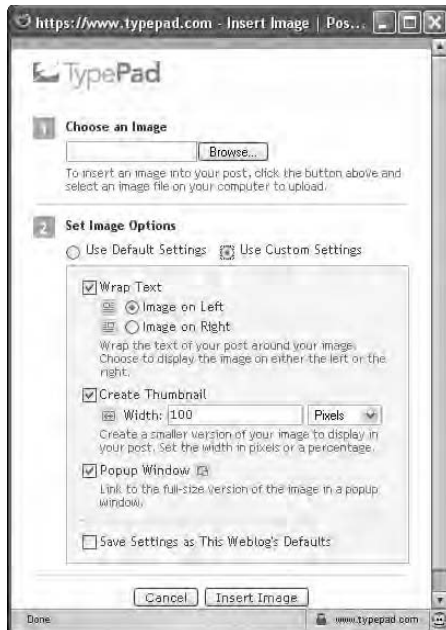 https://www.typepad.com - Insert Image | Pos...
TypePad
1 Choose an Image
Browse...
To insert an image into your post, click the button above and
select an image file on your computer to upload.
2 Set Image Options
Use Default Settings Use Custom Settings
Wrap Text
Image on Left
Image on Right
Wrap the text of your post around your image.
Choose to display the image on either the left or the
right.
Create Thumbnail
Width: 100 Pixels
Create a smaller version of your image to display in
your post. Set the width in pixels or a percentage.
Popup Window
Link to the full-size version of the image in a popup
window.
Save Settings as This Weblog's Defaults
Cancel Insert Image
Done www.typepad.com